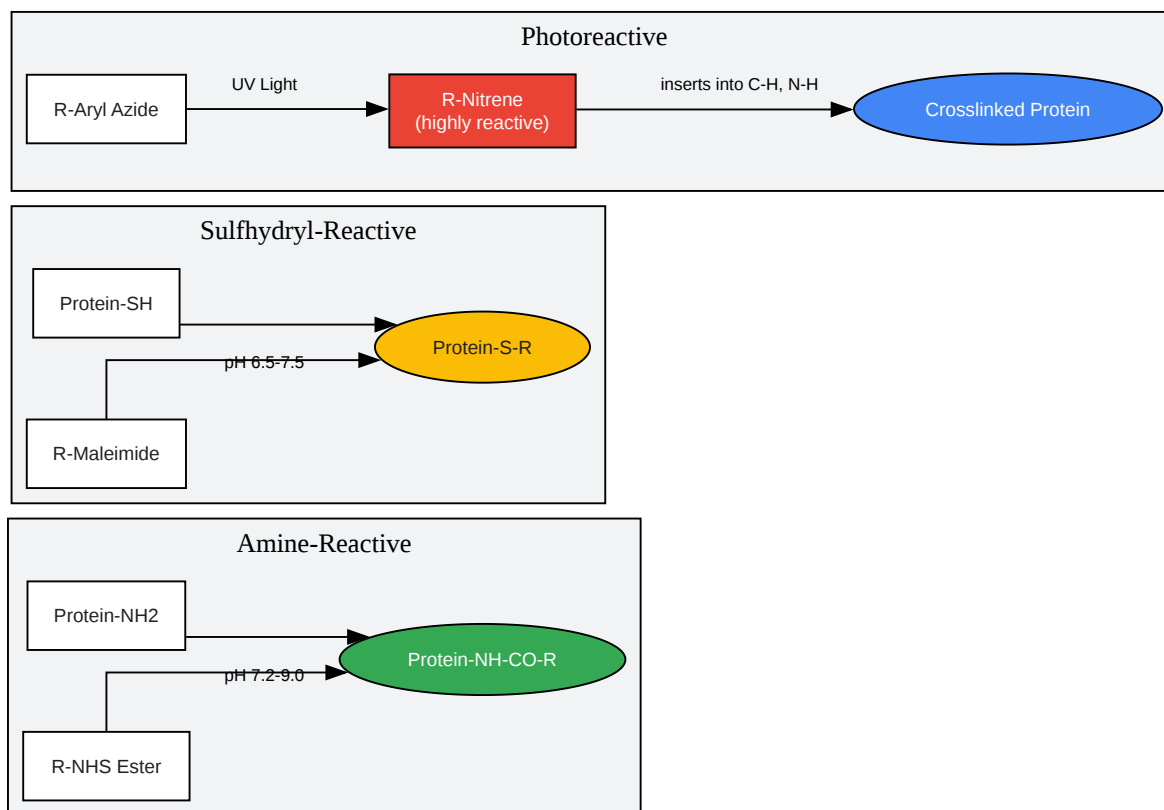 Photoreactive
R-Aryl Azide
UV Light
R-Nitrene
(highly reactive)
inserts into C-H, N-H
Crosslinked Protein
Sulfhydryl-Reactive
Protein-SH
pH 6.5-7.5
Protein-S-R
R-Maleimide
Amine-Reactive
Protein-NH2
pH 7.2-9.0
Protein-NH-CO-R
R-NHS Ester